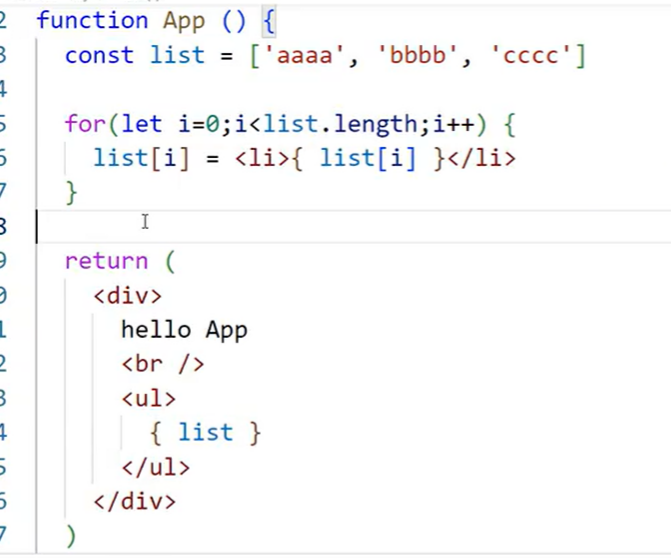 2 function App () {
3 const list = ['aaaa', 'bbbb', 'cccc']
4
5 for(let i=0;i<list.length;i++) {
6 list[i] = <li>{ list[i] }</li>
7 }
8
9 return (
0 <div>
1 hello App
2 <br />
3 <ul>
4 { list }
5 </ul>
6 </div>
7 )